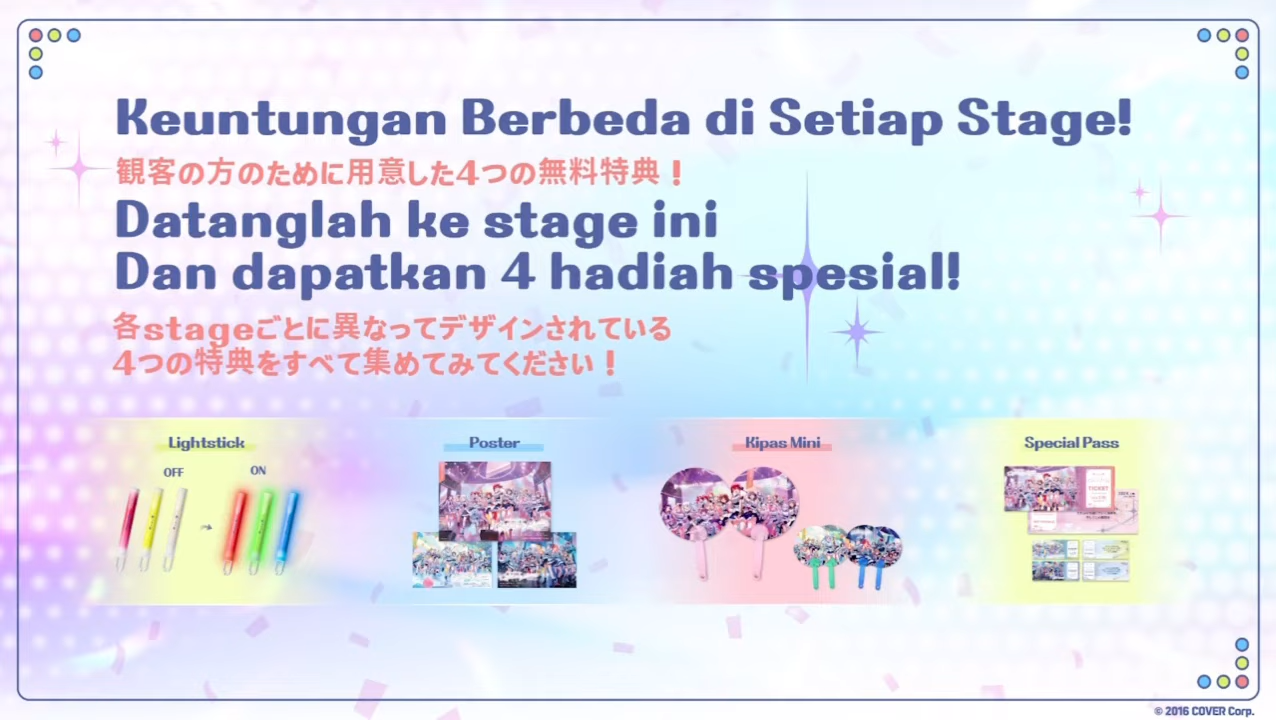 Keuntungan Berbeda di Setiap Stage!
観客の方のために用意した4つの無料特典！
Datanglah ke stage ini
Dan dapatkan 4 hadiah spesial!
各stageごとに異なってデザインされている
4つの特典をすべて集めてみてください！
Lightstick
Poster
Kipas Mini
Special Pass
OFF
ON
TICKET
© 2016 COVER Corp.